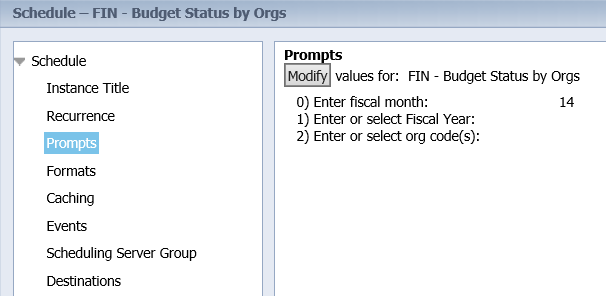 Schedule – FIN - Budget Status by Orgs
Schedule
Instance Title
Recurrence
Prompts
Formats
Caching
Events
Scheduling Server Group
Destinations
Prompts
Modify values for: FIN - Budget Status by Orgs
0) Enter fiscal month: 14
1) Enter or select Fiscal Year:
2) Enter or select org code(s):